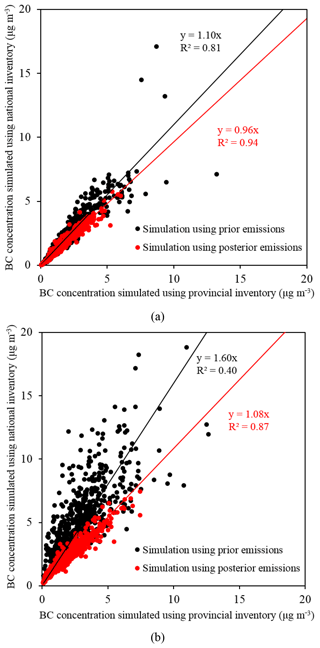 20
15
10
5
0
BC concentration simulated using national inventory (μg m⁻³)
y = 1.10x
R² = 0.81
y = 0.96x
R² = 0.94
Simulation using prior emissions
Simulation using posterior emissions
0 5 10 15 20
BC concentration simulated using provincial inventory (μg m⁻³)
(a)
20
15
10
5
0
BC concentration simulated using national inventory (μg m⁻³)
y = 1.60x
R² = 0.40
y = 1.08x
R² = 0.87
Simulation using prior emissions
Simulation using posterior emissions
0 5 10 15 20
BC concentration simulated using provincial inventory (μg m⁻³)
(b)